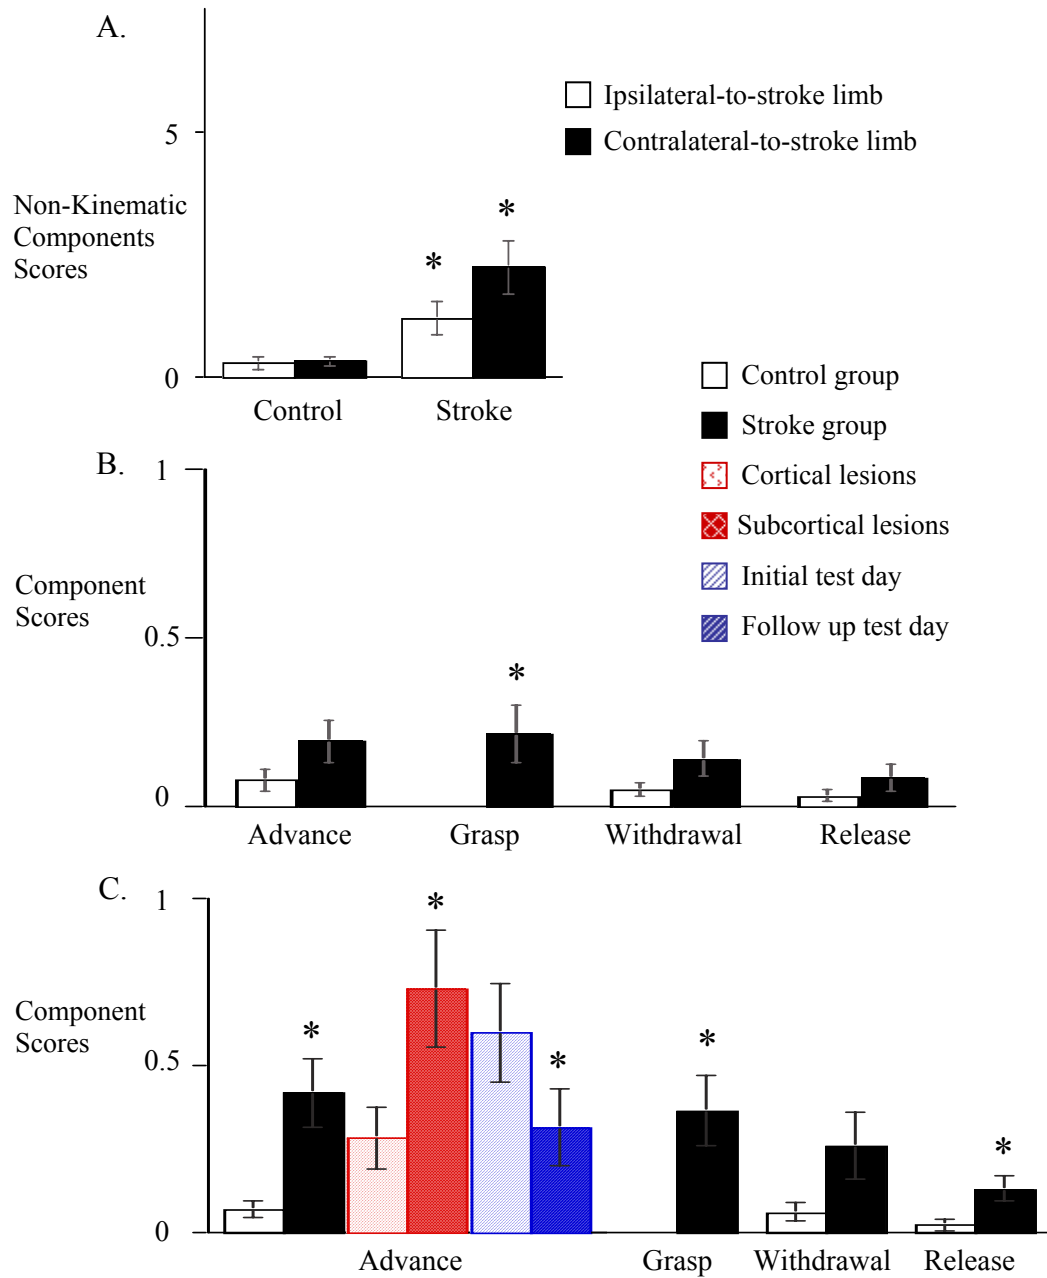 A.
Ipsilateral-to-stroke limb
Contralateral-to-stroke limb
5
Non-Kinematic
Components
Scores
*
*
0
Control
Stroke
Control group
Stroke group
Cortical lesions
Subcortical lesions
Initial test day
Follow up test day
B.
1
Component
Scores
0.5
*
0
Advance
Grasp
Withdrawal
Release
C.
1
*
Component
Scores
*
*
*
0.5
*
0
Advance
Grasp
Withdrawal
Release